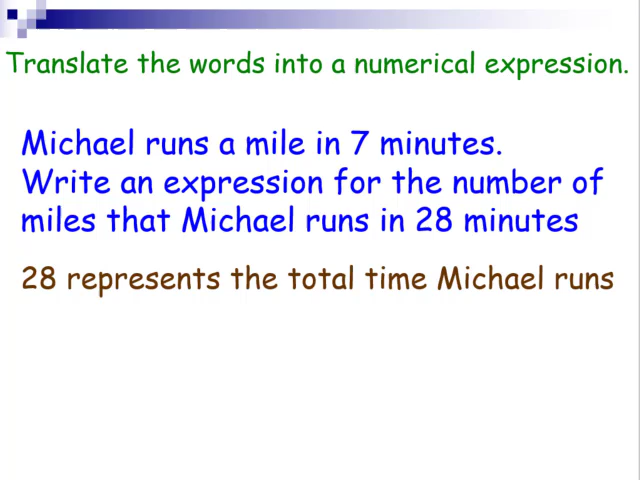 Translate the words into a numerical expression.
Michael runs a mile in 7 minutes.
Write an expression for the number of
miles that Michael runs in 28 minutes
28 represents the total time Michael runs